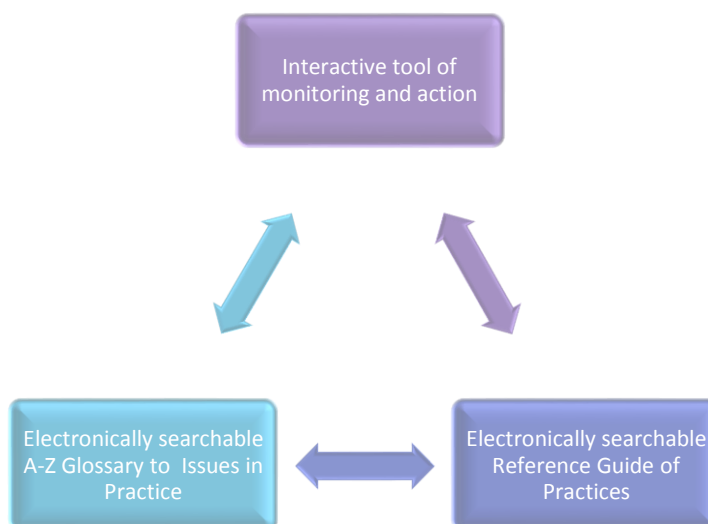 Interactive tool of
monitoring and action
Electronically searchable
A-Z Glossary to  Issues in
Practice
Electronically searchable
Reference Guide of
Practices